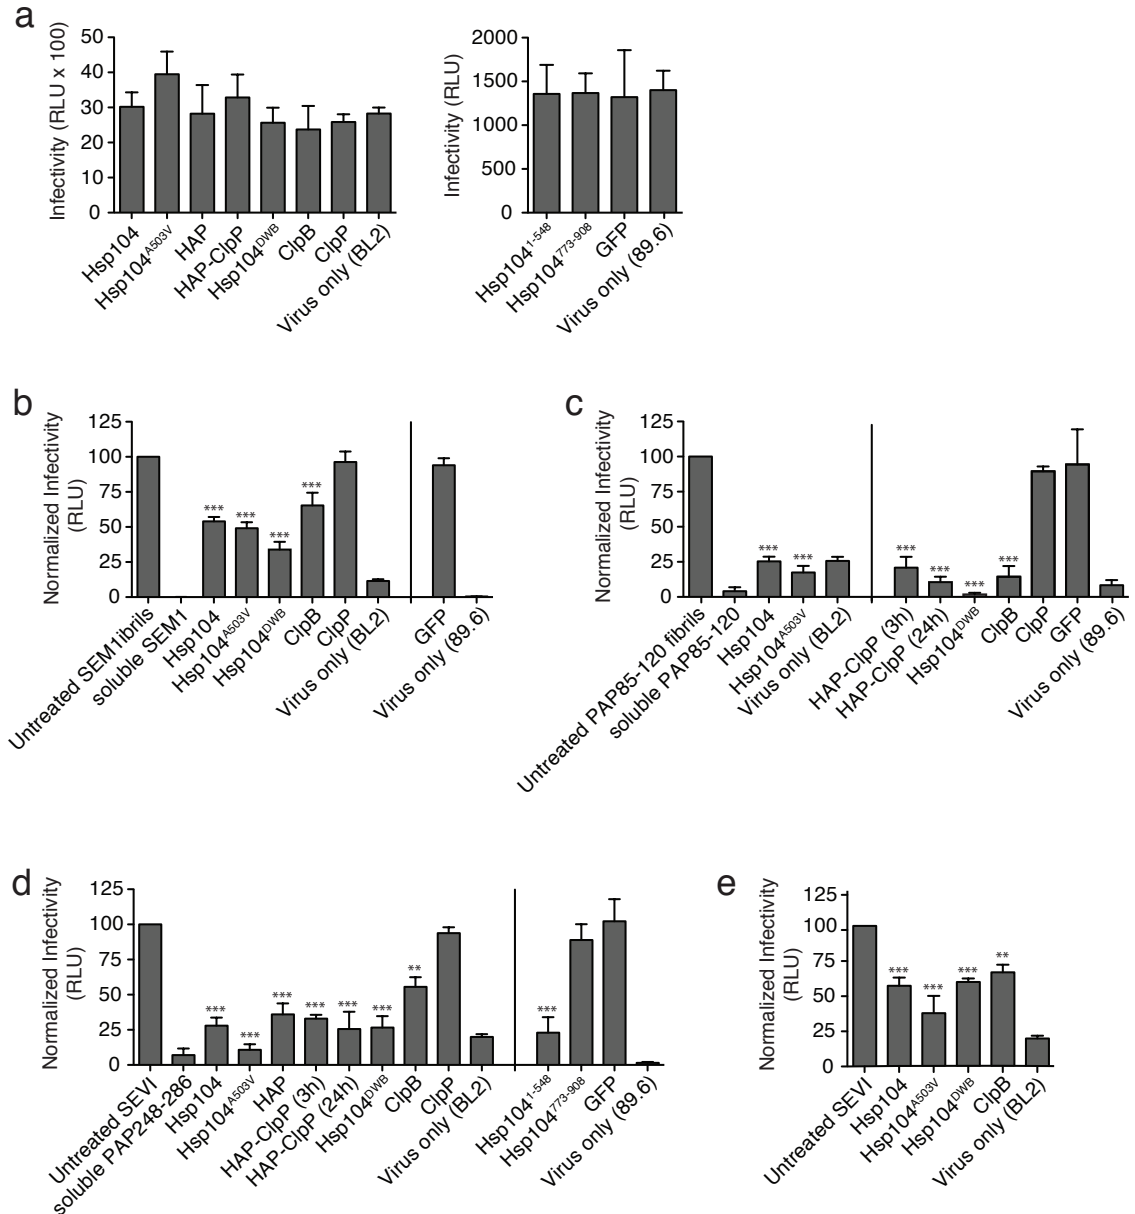 a
Infectivity (RLU x 100)
50
40
30
20
10
0
Hsp104
Hsp104A503V
HAP
HAP-ClpP
Hsp104DWB
ClpB
ClpP
Virus only (BL2)
Infectivity (RLU)
2000
1500
1000
500
0
Hsp1041-548
Hsp104773-908
GFP
Virus only (89.6)
b
Normalized Infectivity
(RLU)
125
100
75
50
25
0
***
***
***
***
Untreated SEM1ibrils
soluble SEM1
Hsp104
Hsp104A503V
Hsp104DWB
ClpB
ClpP
Virus only (BL2)
GFP
Virus only (89.6)
c
Normalized Infectivity
(RLU)
125
100
75
50
25
0
***
***
***
***
***
***
Untreated PAP85-120 fibrils
soluble PAP85-120
Hsp104
Hsp104A503V
Virus only (BL2)
HAP-ClpP (3h)
HAP-ClpP (24h)
Hsp104DWB
ClpB
ClpP
GFP
Virus only (89.6)
d
Normalized Infectivity
(RLU)
125
100
75
50
25
0
***
***
***
***
***
***
**
***
Untreated SEVI
soluble PAP248-286
Hsp104
Hsp104A503V
HAP
HAP-ClpP (3h)
HAP-ClpP (24h)
Hsp104DWB
ClpB
ClpP
Virus only (BL2)
Hsp1041-548
Hsp104773-908
GFP
Virus only (89.6)
e
Normalized Infectivity
(RLU)
125
100
75
50
25
0
***
***
***
**
Untreated SEVI
Hsp104
Hsp104A503V
Hsp104DWB
ClpB
Virus only (BL2)